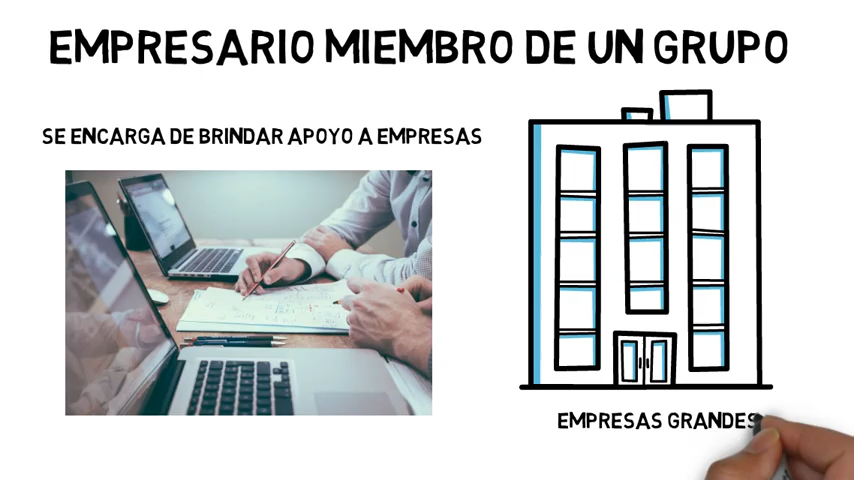 EMPRESARIO MIEMBRO DE UN GRUPO
SE ENCARGA DE BRINDAR APOYO A EMPRESAS
EMPRESAS GRANDES